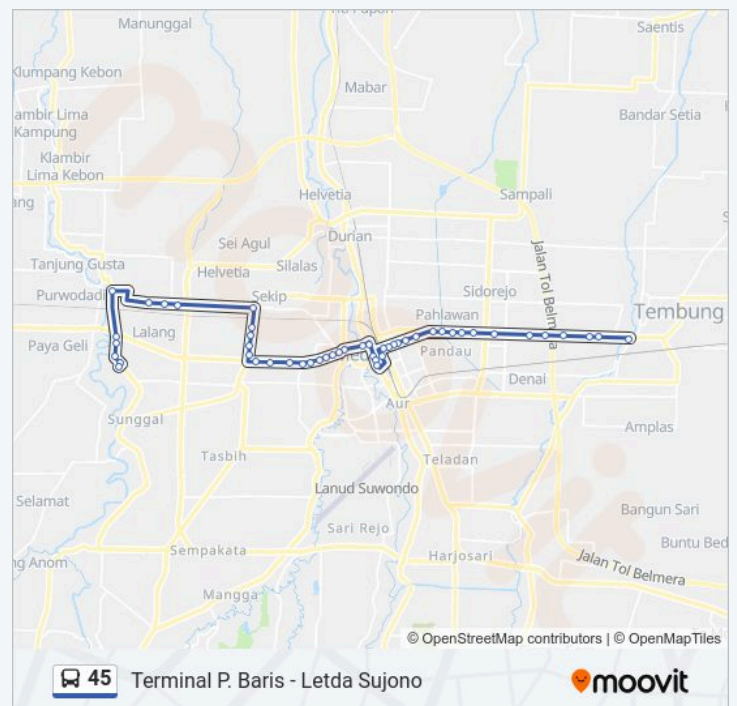 Manunggal
Saentis
Klumpang Kebon
Mabar
Bandar Setia
Kampung
Klambir
Lima Kebon
Helvetia
Sampali
Durian
Sei Agul
Tanjung Gusta
Helvetia
Silalas
Jalan Tol Belmera
Purwodadi
Sekip
Sidorejo
Pahlawan
Tembung
Lalang
Paya Geli
Pandau
Denai
Aur
Sunggal
Amplas
Tasbih
Teladan
Lanud Suwondo
Selamat
Bangun Sari
Sari Rejo
Sempakata
Harjosari
Buntu Bed
ng Anom
Jalan Tol Belmera
Mangga
© OpenStreetMap contributors | © OpenMapTiles
45 Terminal P. Baris - Letda Sujono
moovit